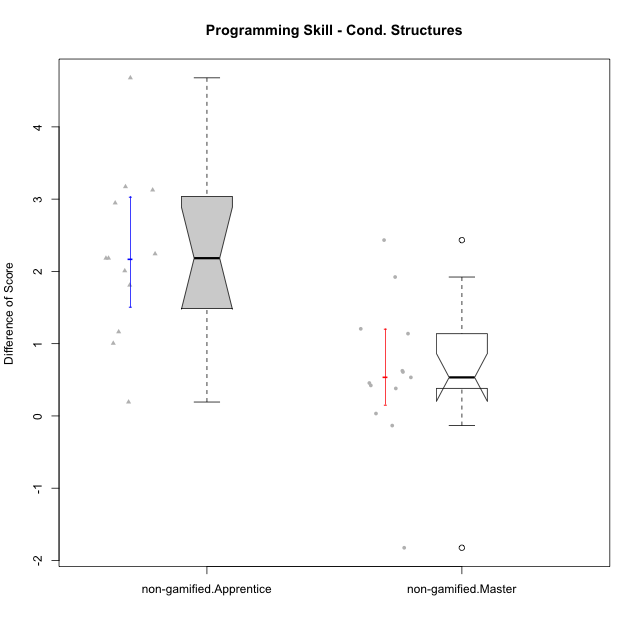 Programming Skill - Cond. Structures
Difference of Score
4
3
2
1
0
-1
-2
non-gamified.Apprentice
non-gamified.Master